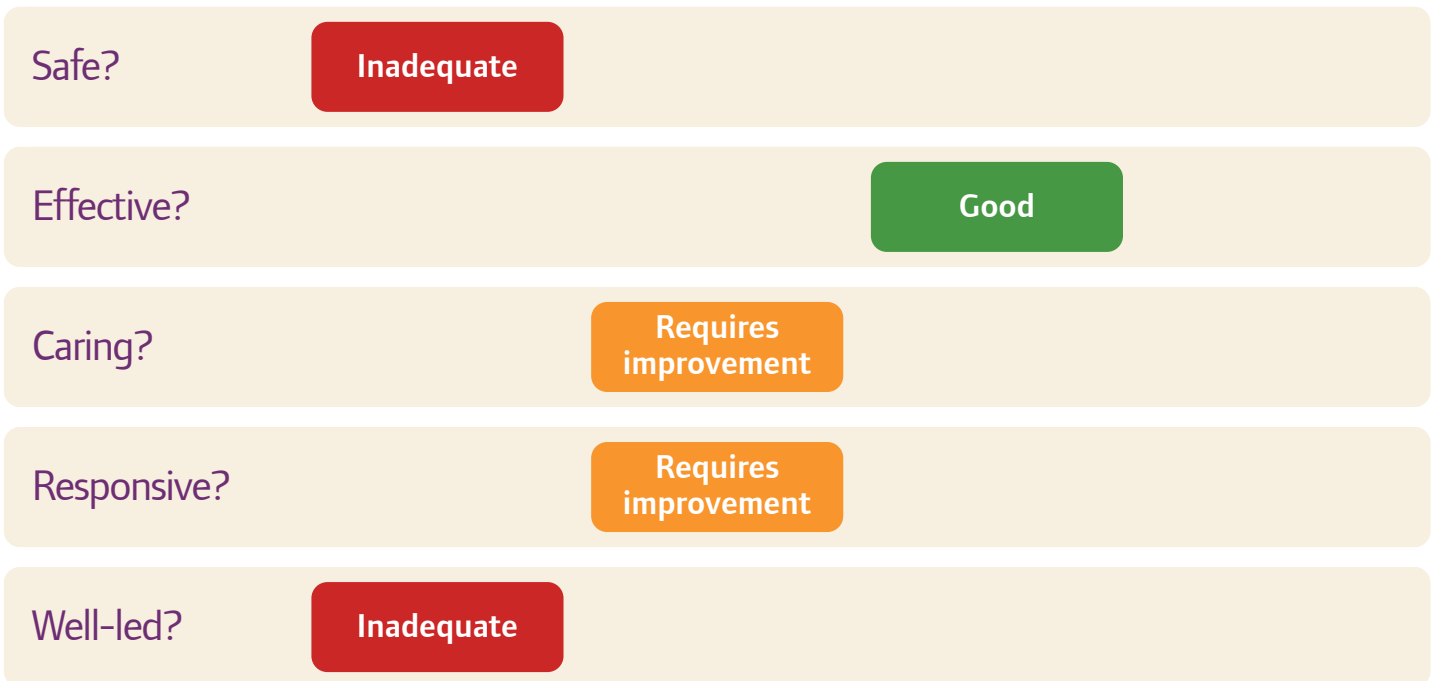 Safe?
Inadequate
Effective?
Good
Caring?
Requires
improvement
Responsive?
Requires
improvement
Well-led?
Inadequate